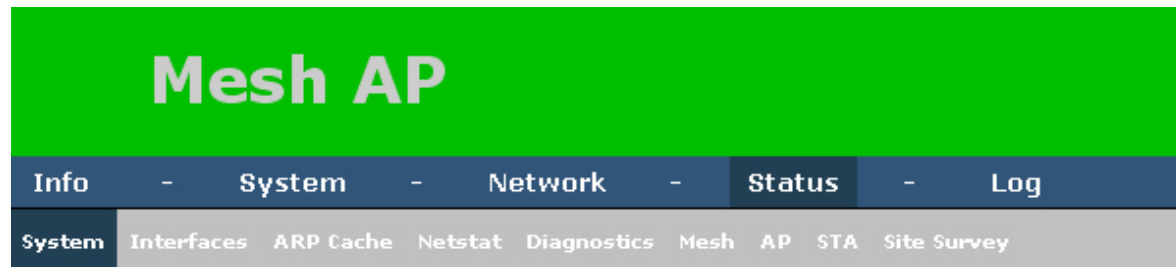 Mesh AP
Info - System - Network - Status - Log
System Interfaces ARP Cache Netstat Diagnostics Mesh AP STA Site Survey